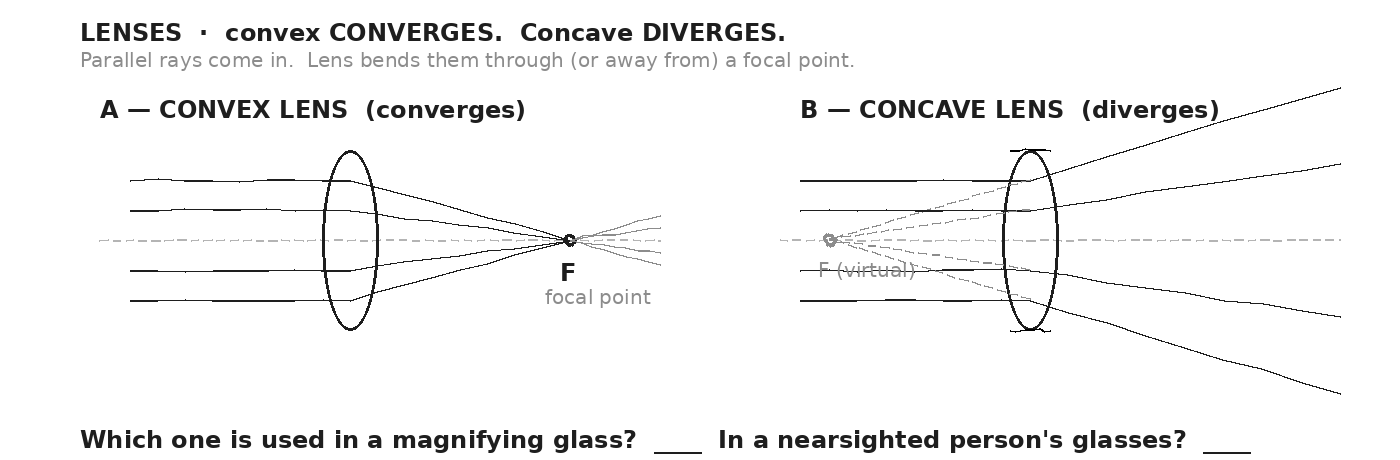 LENSES · convex CONVERGES. Concave DIVERGES.
Parallel rays come in. Lens bends them through (or away from) a focal point.
A — CONVEX LENS (converges)
B — CONCAVE LENS (diverges)
F
focal point
F (virtual)
Which one is used in a magnifying glass? ____ In a nearsighted person's glasses? ____